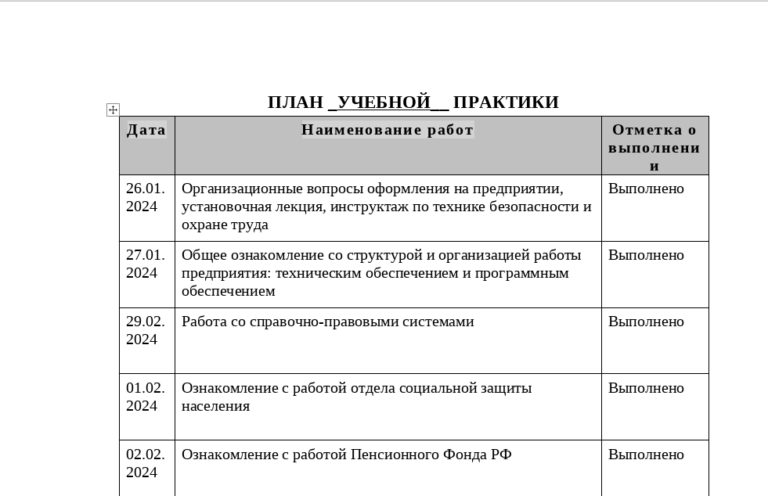 ПЛАН _УЧЕБНОЙ__ ПРАКТИКИ
Дата
Наименование работ
Отметка о
выполнени
и
26.01.
2024
Организационные вопросы оформления на предприятии,
установочная лекция, инструктаж по технике безопасности и
охране труда
Выполнено
27.01.
2024
Общее ознакомление со структурой и организацией работы
предприятия: техническим обеспечением и программным
обеспечением
Выполнено
29.02.
2024
Работа со справочно-правовыми системами
Выполнено
01.02.
2024
Ознакомление с работой отдела социальной защиты
населения
Выполнено
02.02.
2024
Ознакомление с работой Пенсионного Фонда РФ
Выполнено